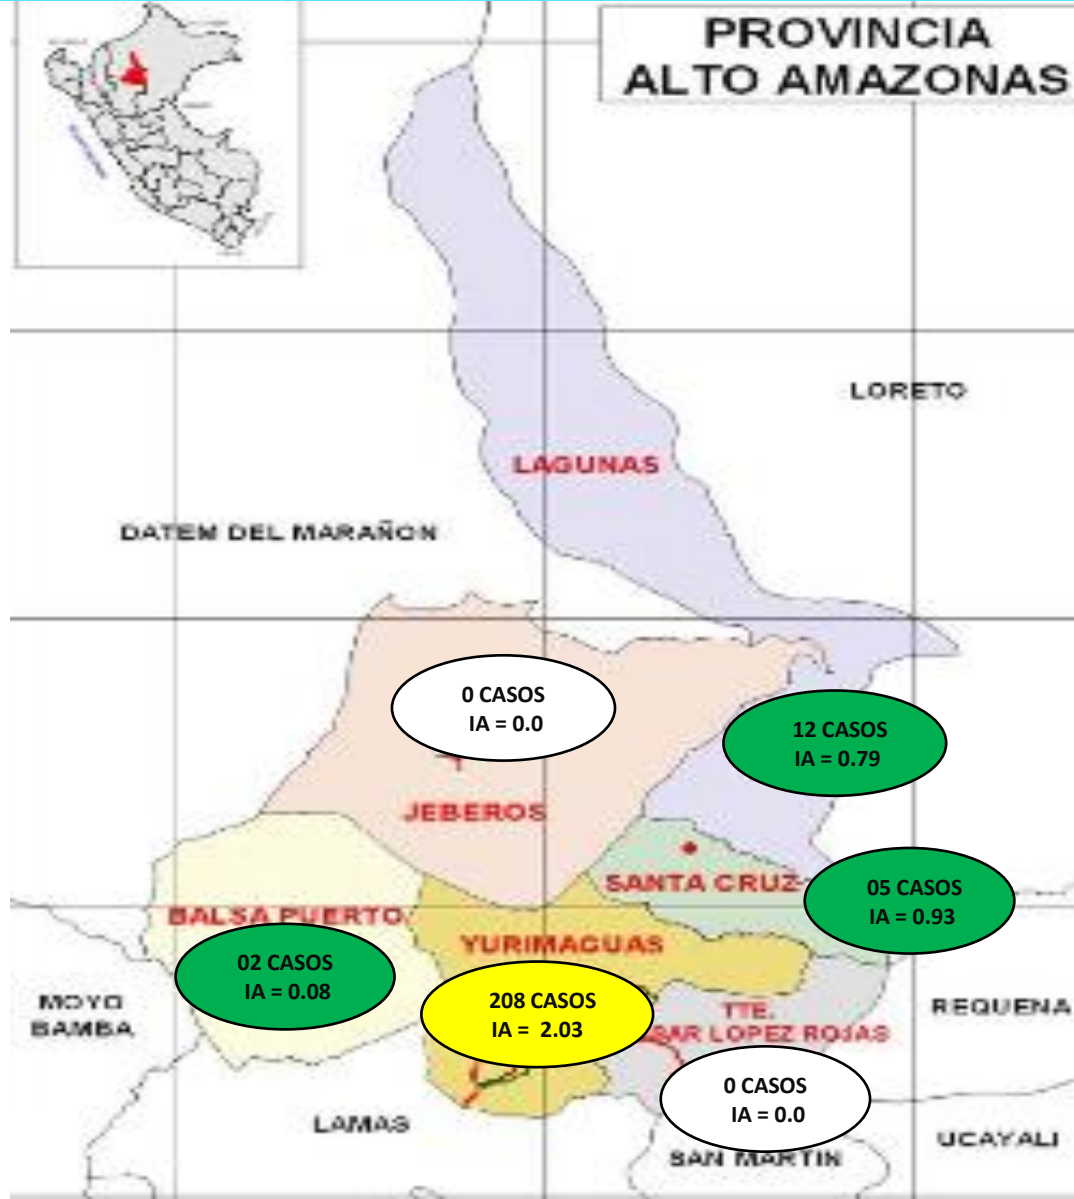 PROVINCIA
ALTO AMAZONAS
LORETO
LAGUNAS
DATEM DEL MARAÑON
0 CASOS
IA = 0.0
12 CASOS
IA = 0.79
JEBEROS
SANTA CRUZ
05 CASOS
IA = 0.93
BALSA PUERTO
YURIMAGUAS
02 CASOS
IA = 0.08
208 CASOS
IA = 2.03
MOYO
BAMBA
TTE.
SAR LOPEZ ROJAS
REQUENA
0 CASOS
IA = 0.0
LAMAS
SAN MARTIN
UCAYALI